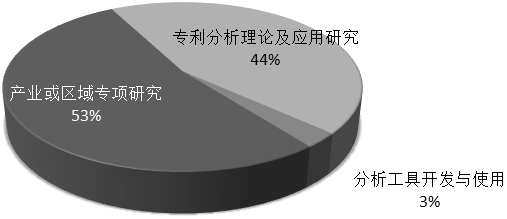 专利分析理论及应用研究
44%
产业或区域专项研究
53%
分析工具开发与使用
3%